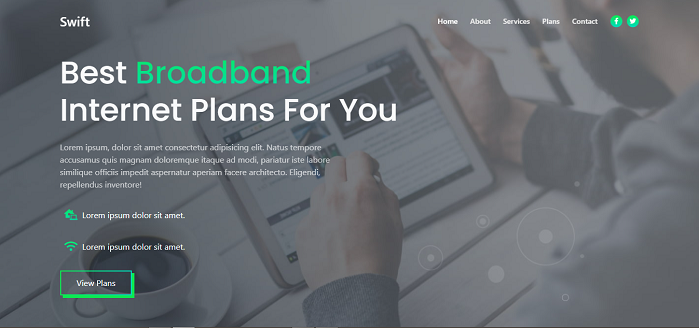 Swift
Home About Services Plans Contact
Best Broadband
Internet Plans For You
Lorem ipsum, dolor sit amet consectetur adipisicing elit. Natus tempore
accusamus quis magnam doloremque itaque ad modi, pariatur iste labore
similique officiis impedit aspernatur aperiam facere architecto. Eligendi,
repellendus inventore!
Lorem ipsum dolor sit amet.
Lorem ipsum dolor sit amet.
View Plans